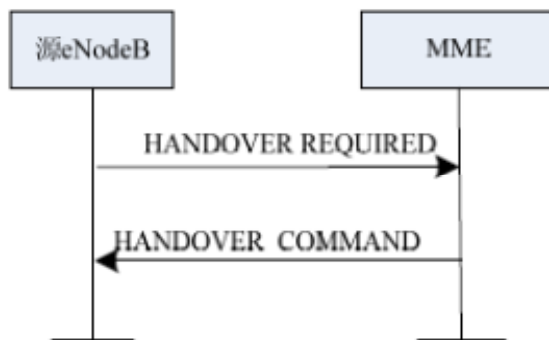 源eNodeB
MME
HANDOVER REQUIRED
HANDOVER COMMAND